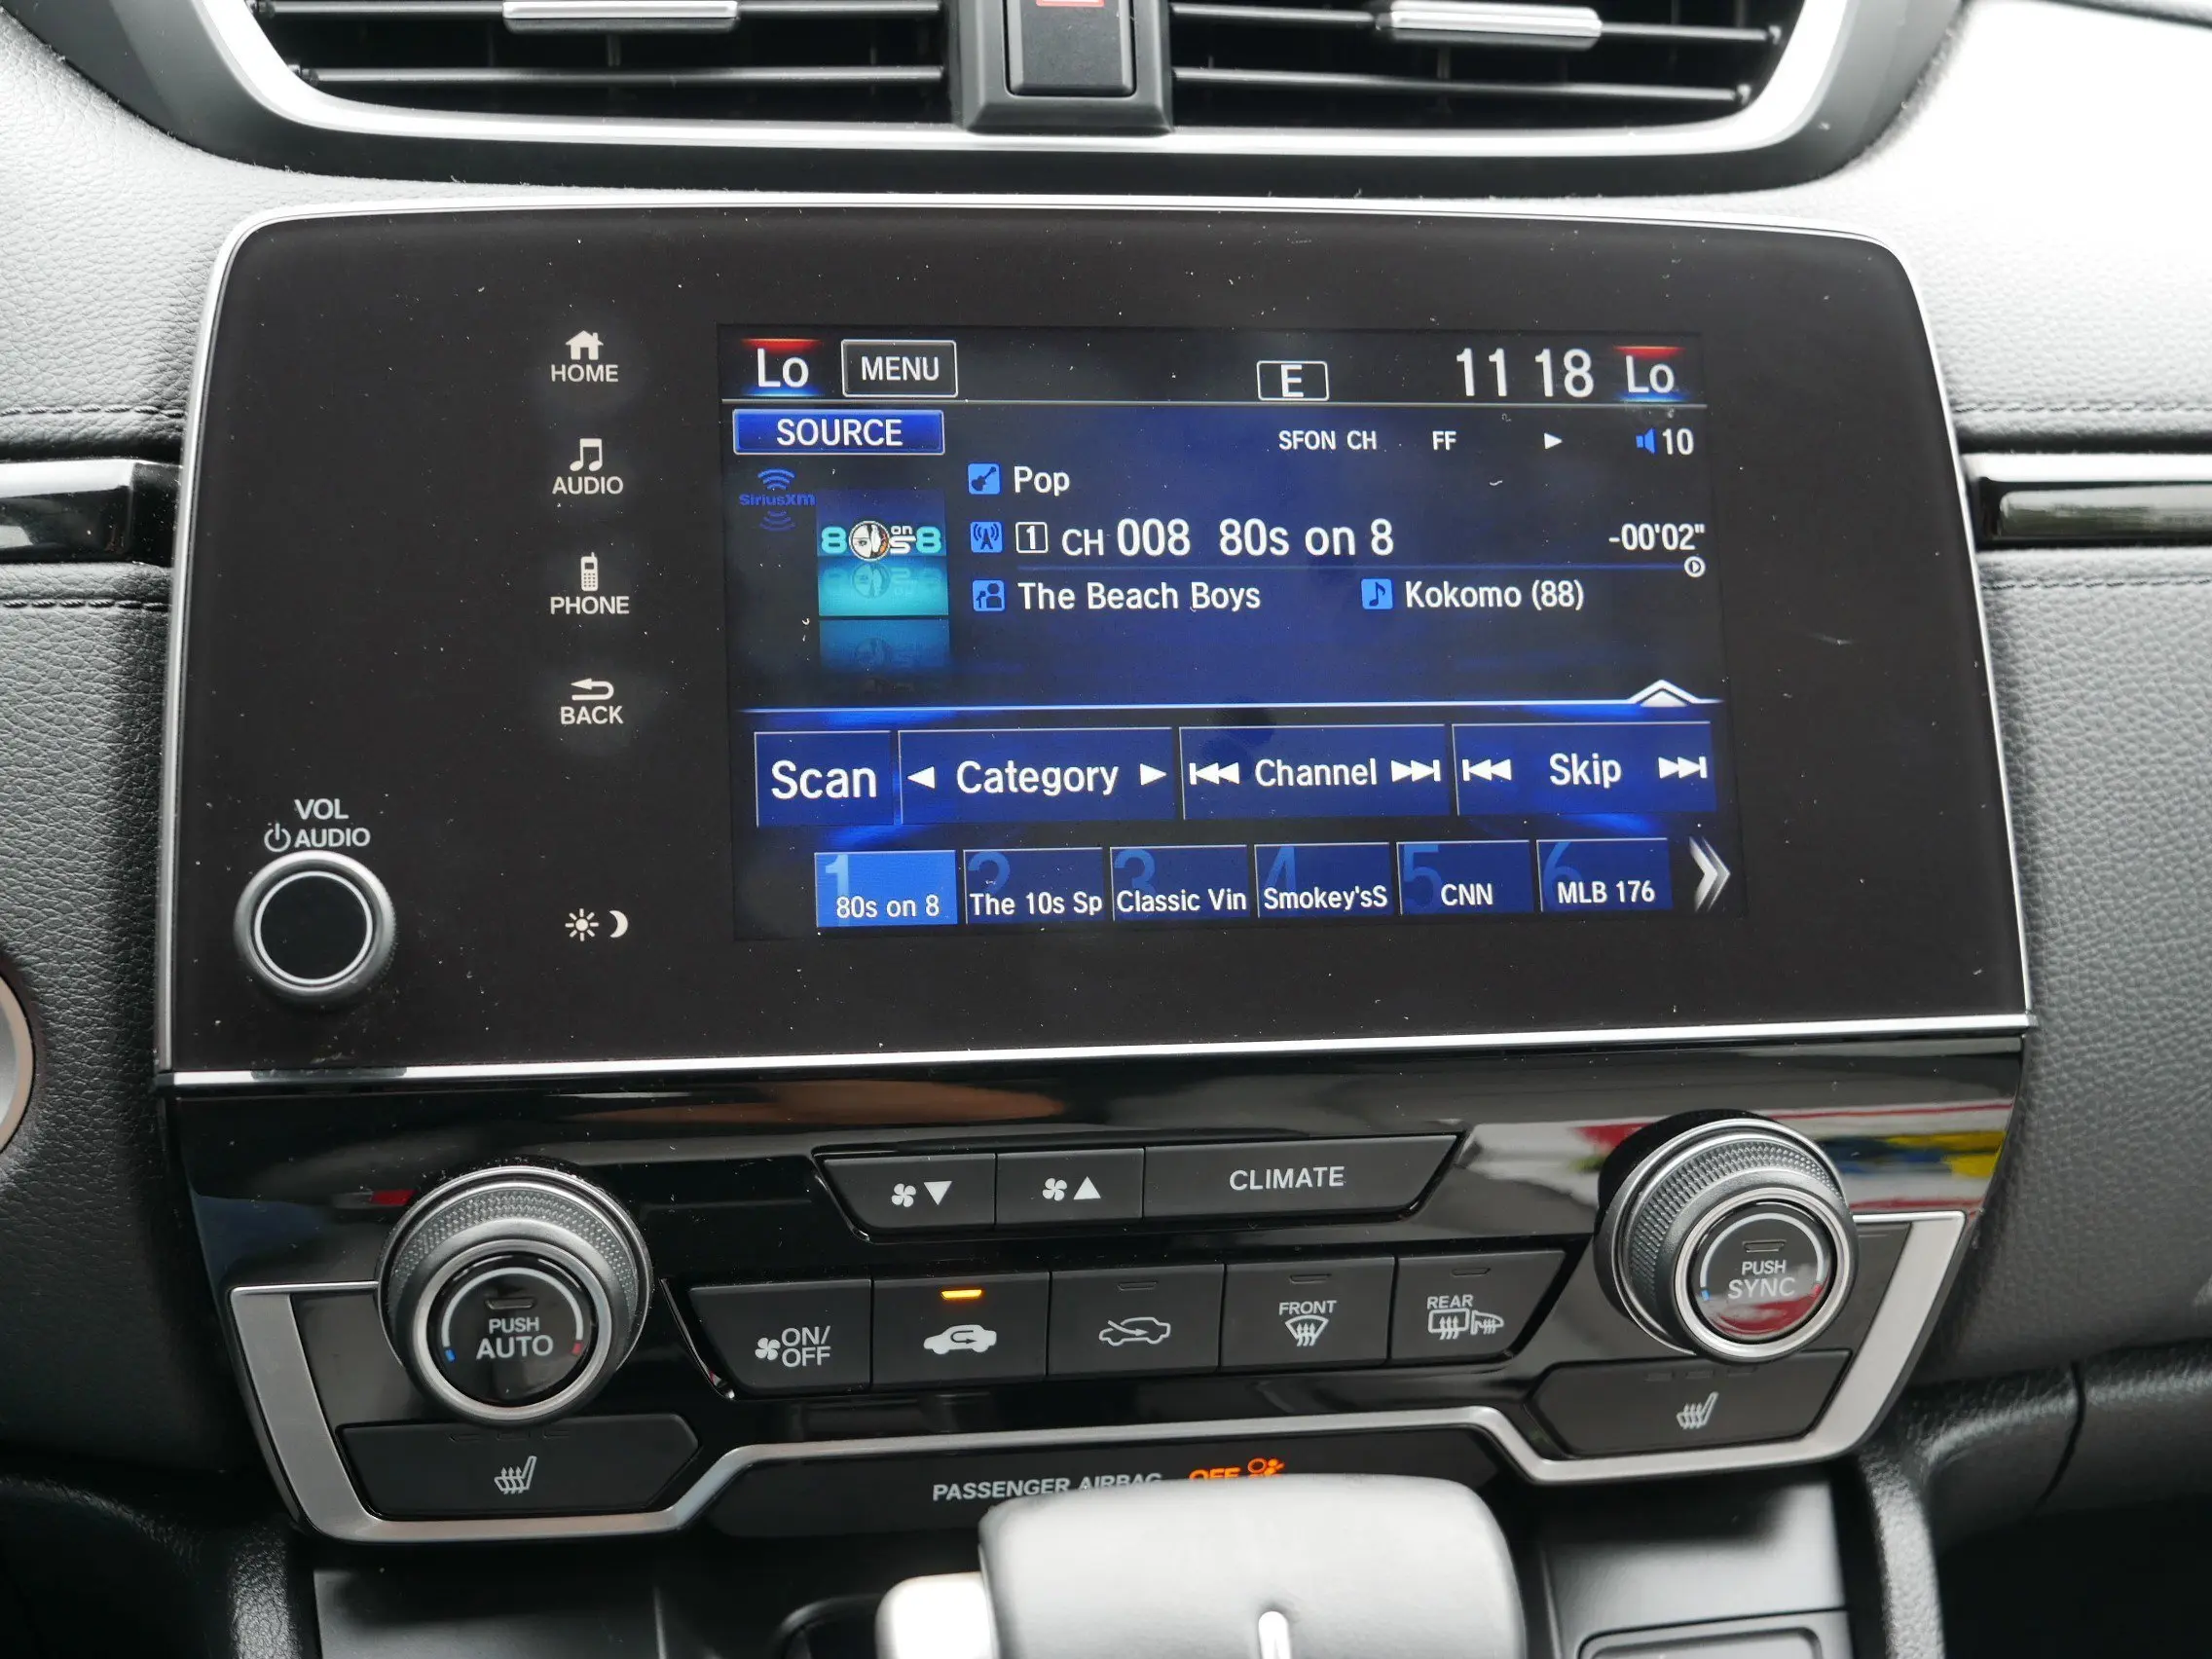 HOME
AUDIO
PHONE
BACK
VOL
AUDIO
Lo MENU E 11 18 Lo
SOURCE SFON CH FF 10
SiriusXM
80s on 8
Pop
1 CH 008 80s on 8 -00'02"
The Beach Boys Kokomo (88)
Scan Category Channel Skip
1 80s on 8
2 The 10s Sp
3 Classic Vin
4 Smokey'sS
5 CNN
6 MLB 176
CLIMATE
PUSH
AUTO
ON/
OFF
FRONT
REAR
PUSH
SYNC
PASSENGER AIRBAG OFF